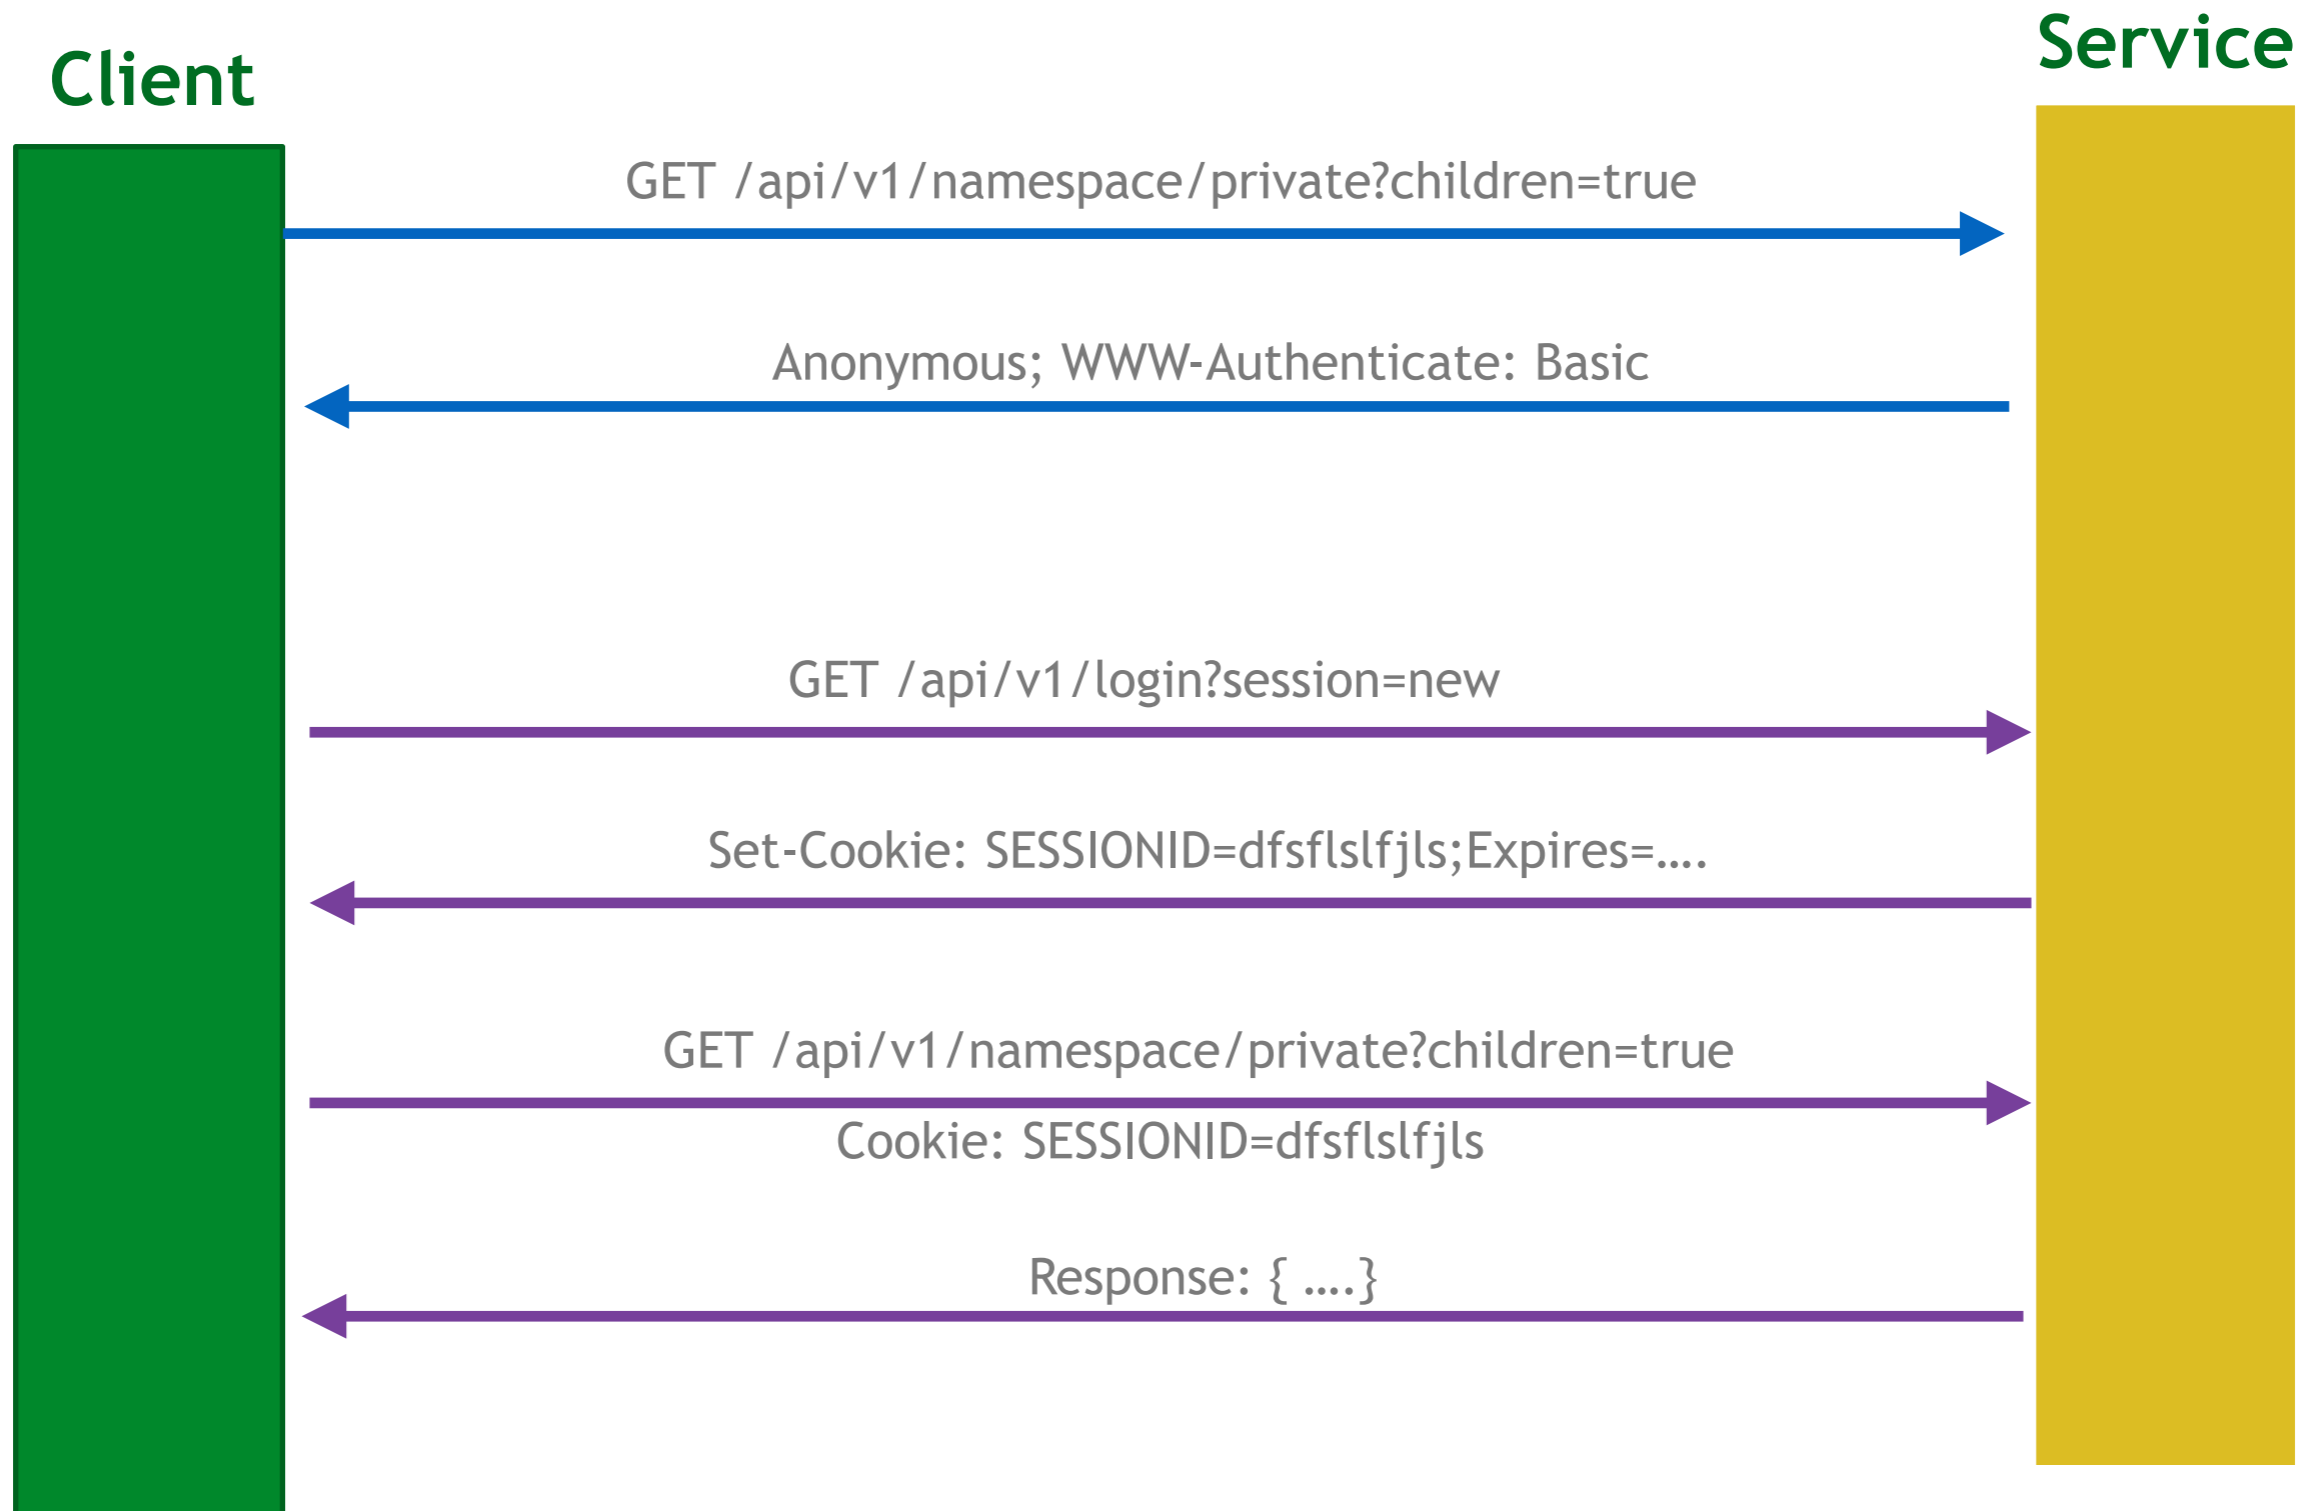 Client
Service
GET /api/v1/namespace/private?children=true
Anonymous; WWW-Authenticate: Basic
GET /api/v1/login?session=new
Set-Cookie: SESSIONID=dfsflslfjls;Expires=….
GET /api/v1/namespace/private?children=true
Cookie: SESSIONID=dfsflslfjls
Response: { ….}